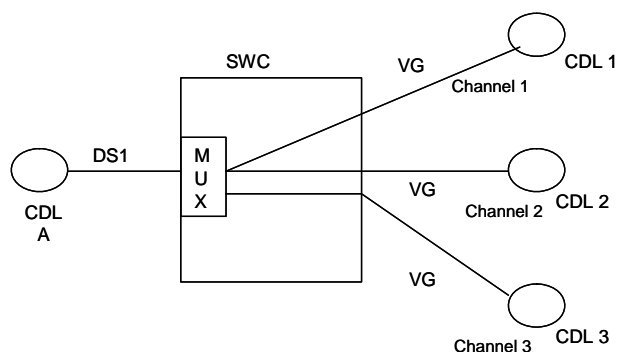 SWC
VG
CDL 1
Channel 1
DS1
M
U
X
CDL
A
VG
Channel 2
CDL 2
VG
Channel 3
CDL 3